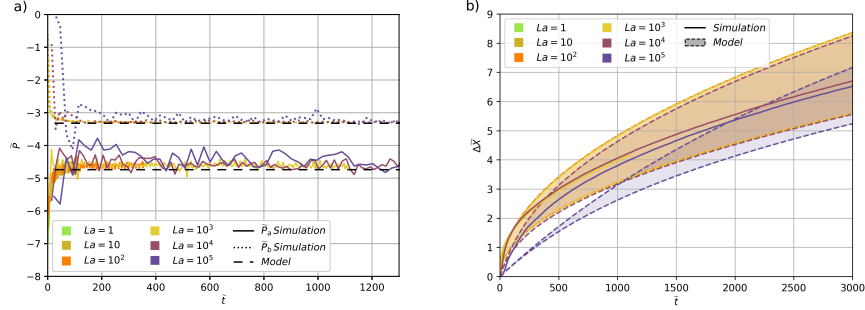 a)
0
−1
−2
−3
−4
−5
−6
−7
−8
P̃
0 200 400 600 800 1000 1200
t̃
La = 1
La = 10
La = 10²
La = 10³
La = 10⁴
La = 10⁵
P̃a Simulation
P̃b Simulation
Model
b)
9
8
7
6
5
4
3
2
1
0
ΔX̃
0 500 1000 1500 2000 2500 3000
t̃
La = 1
La = 10
La = 10²
La = 10³
La = 10⁴
La = 10⁵
Simulation
Model